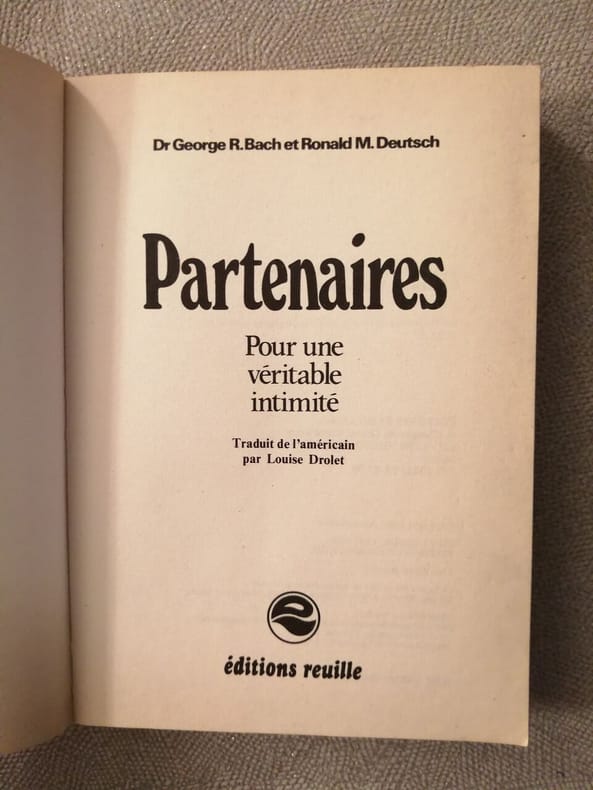 Dr George R. Bach et Ronald M. Deutsch
Partenaires
Pour une
véritable
intimité
Traduit de l'américain
par Louise Drolet
e
éditions reuille